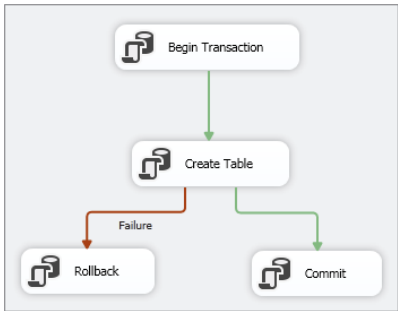 Begin Transaction
Create Table
Failure
Rollback
Commit